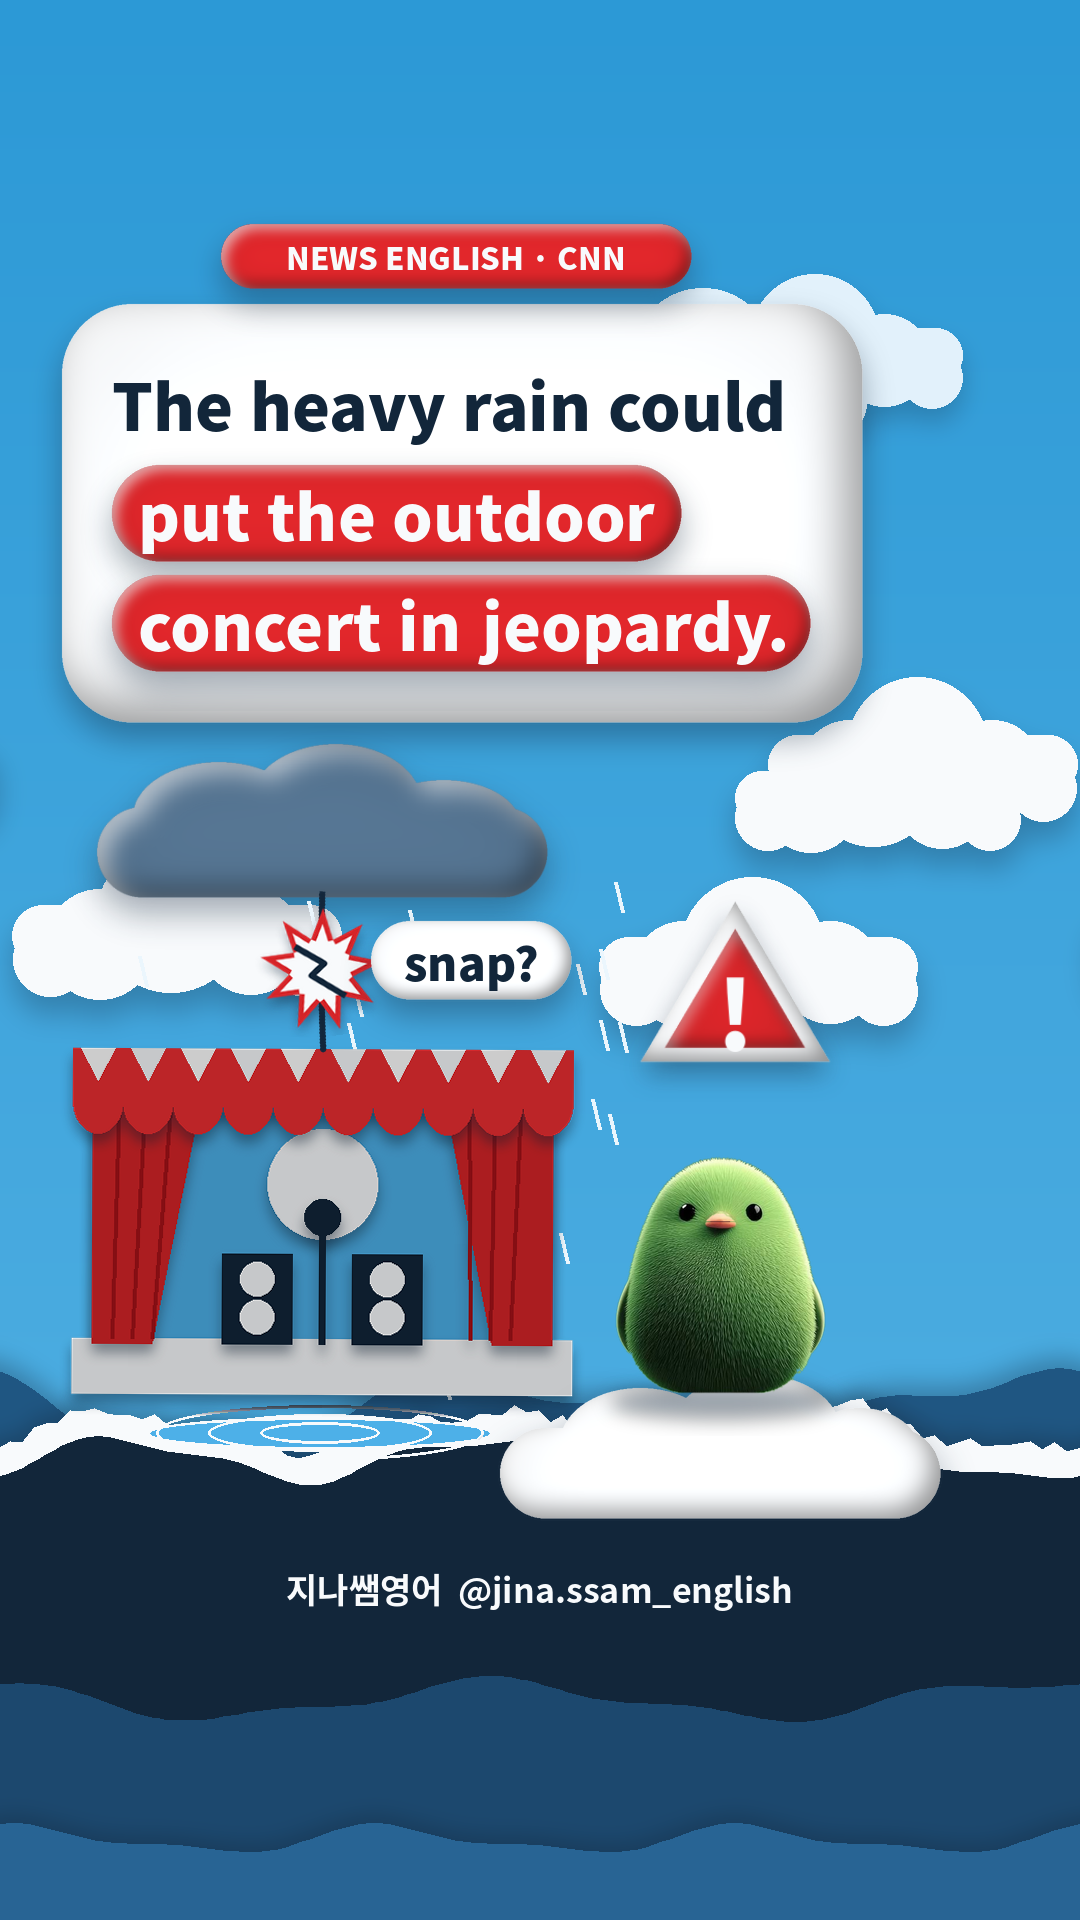 NEWS ENGLISH · CNN
The heavy rain could
put the outdoor
concert in jeopardy.
snap?
!
지나쌤영어 @jina.ssam_english